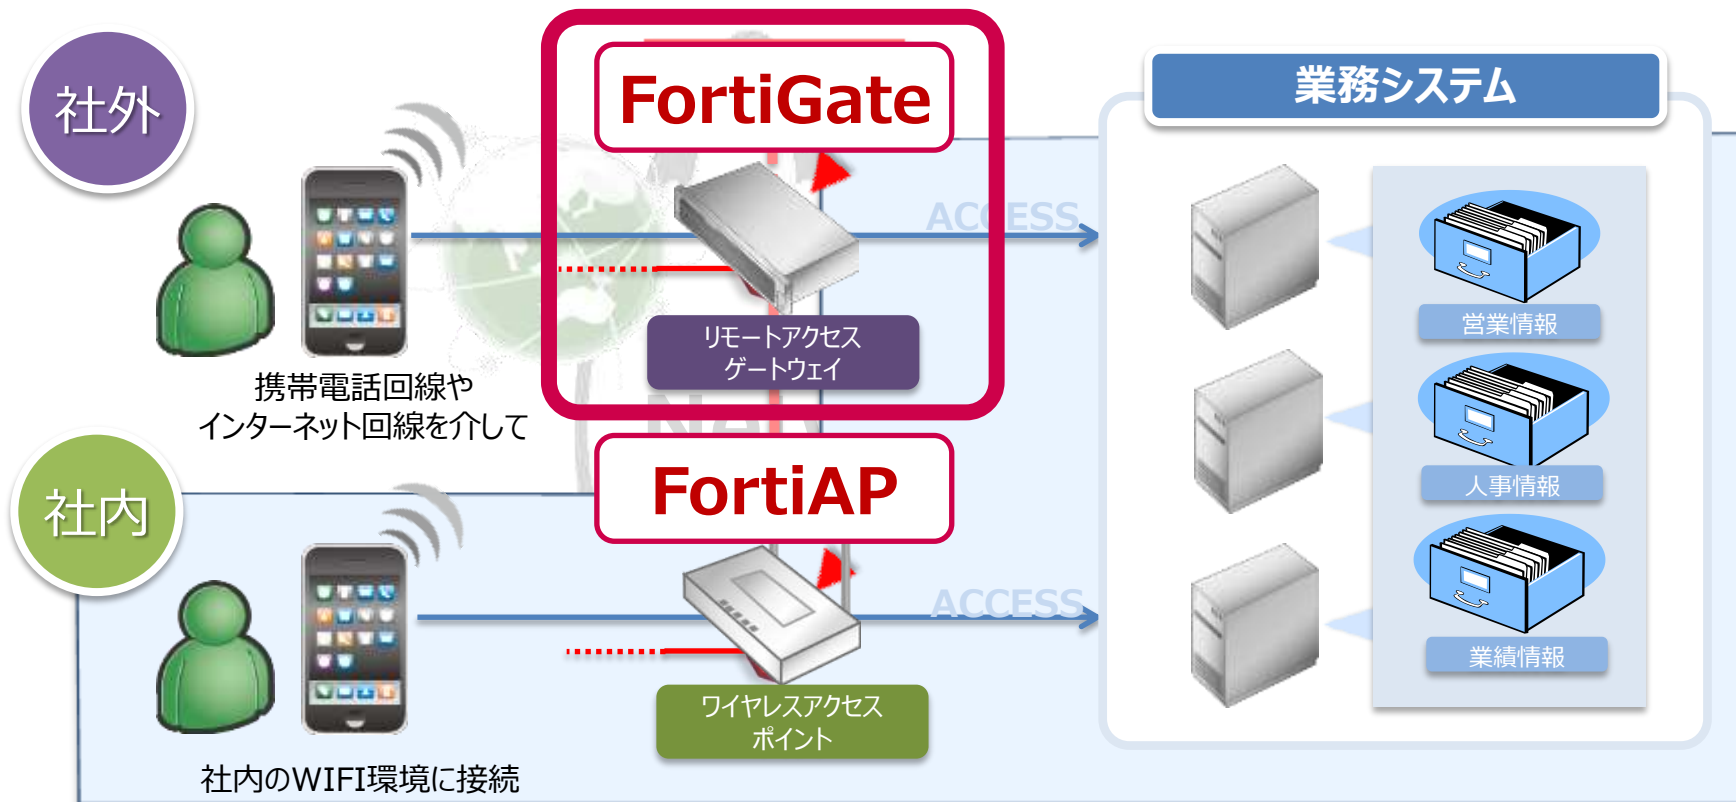 社外
FortiGate
業務システム
ACCESS
リモートアクセス
ゲートウェイ
営業情報
携帯電話回線や
インターネット回線を介して
人事情報
社内
FortiAP
ACCESS
業績情報
ワイヤレスアクセス
ポイント
社内のWIFI環境に接続